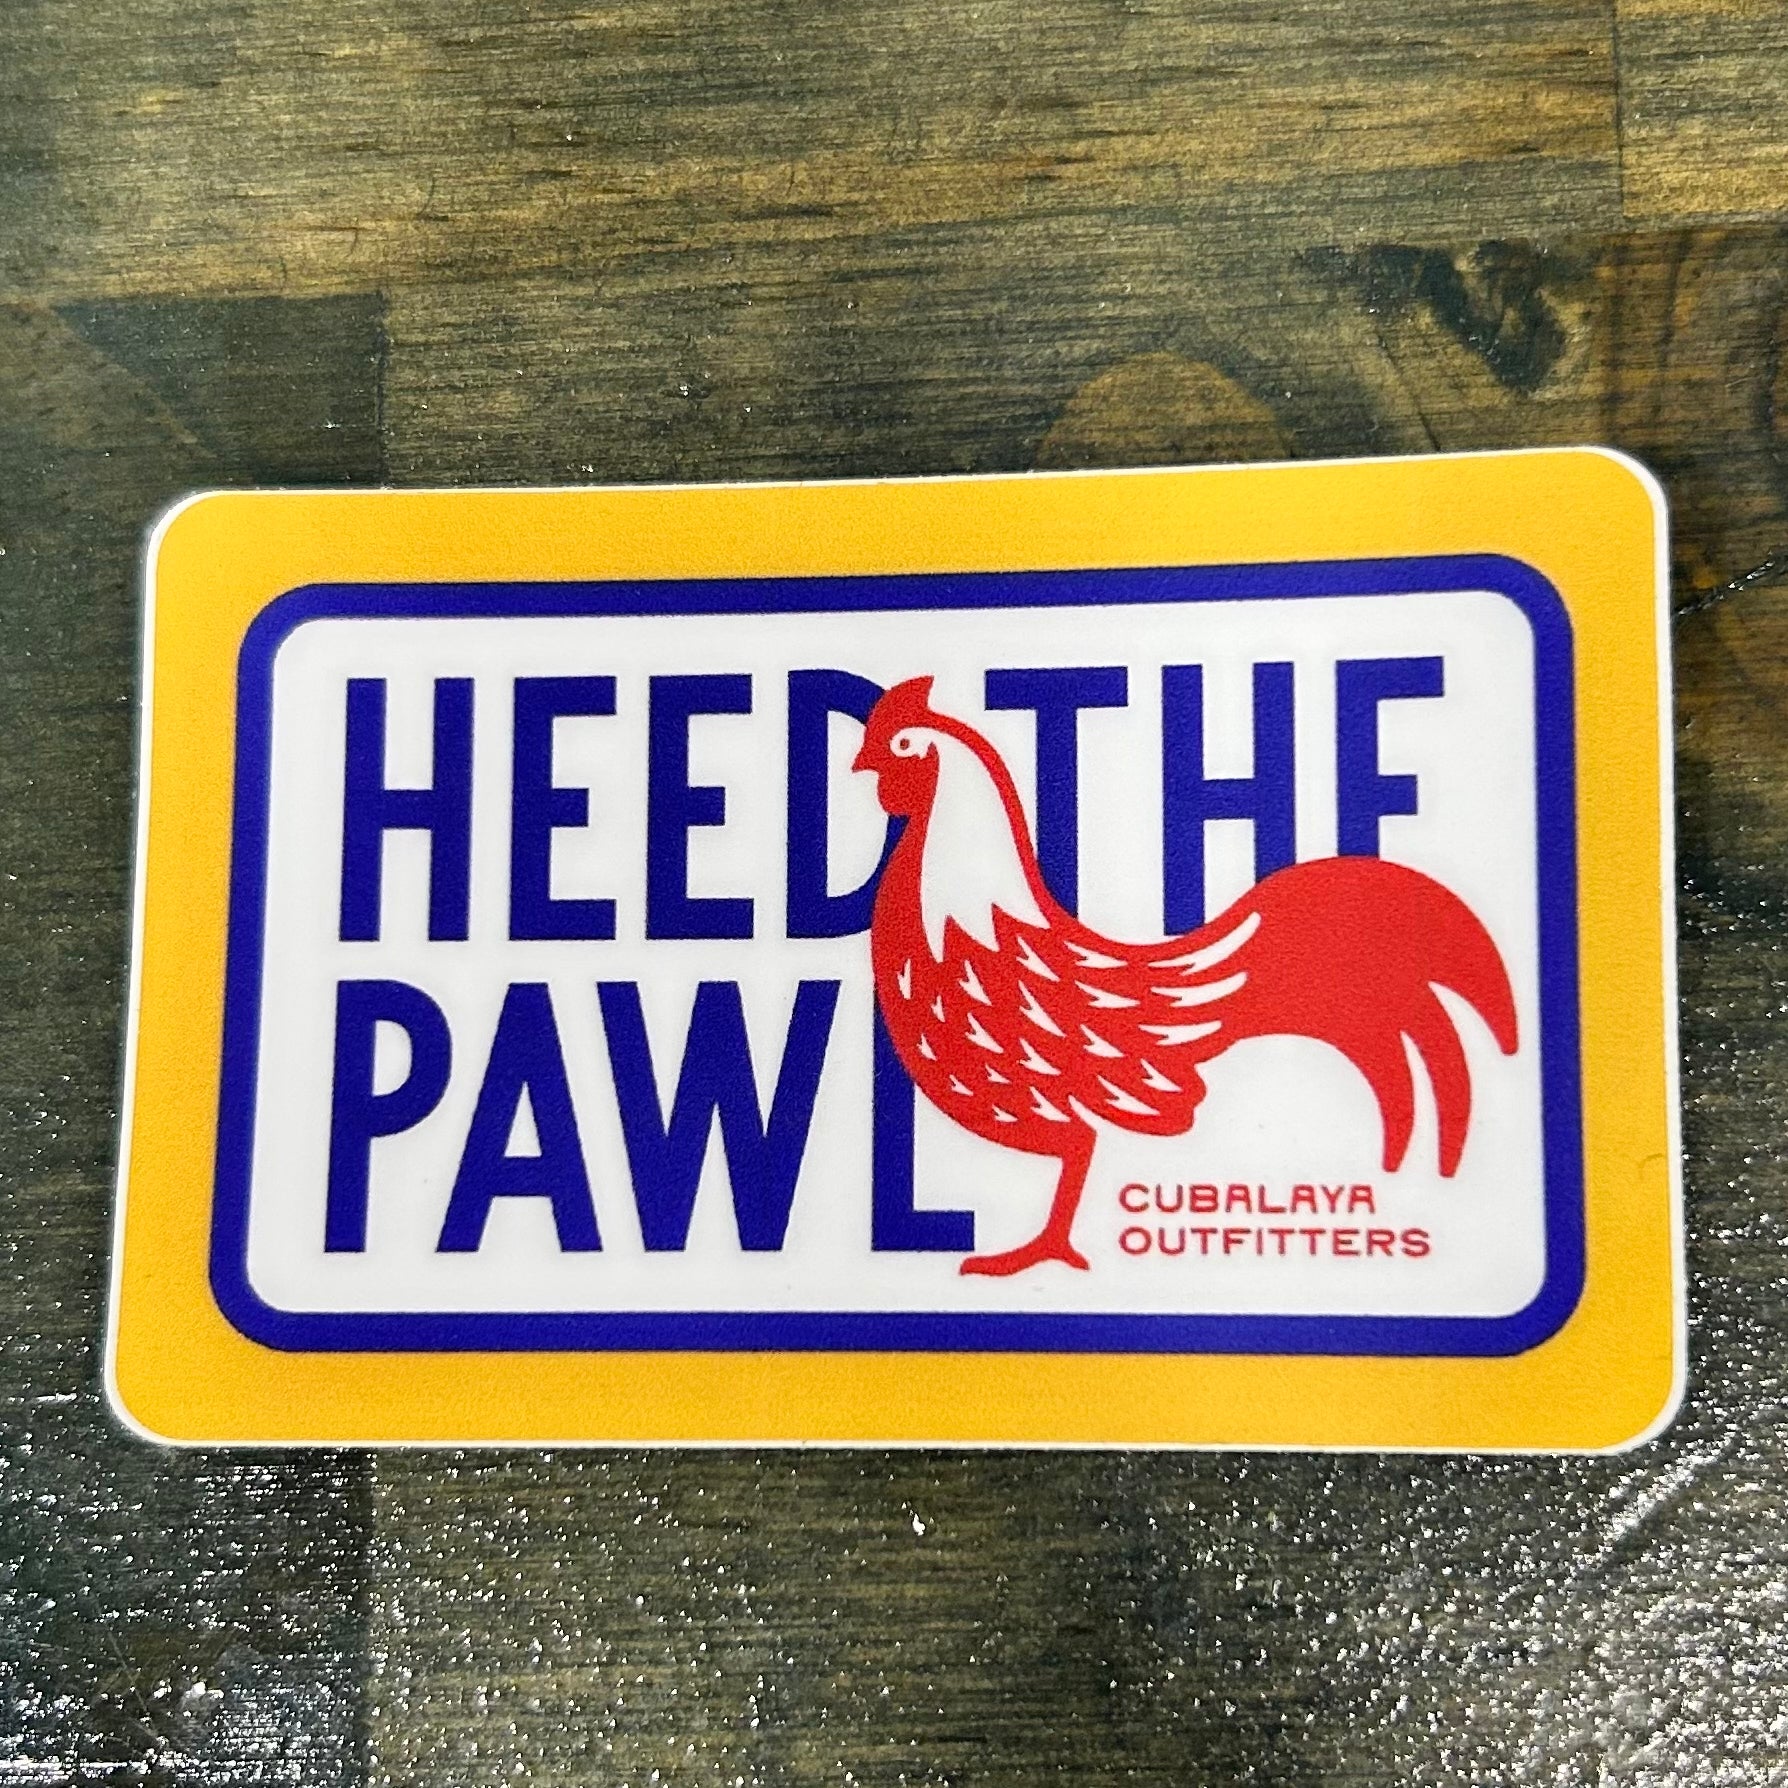 HEED THE
PAWL
CUBALAYA
OUTFITTERS